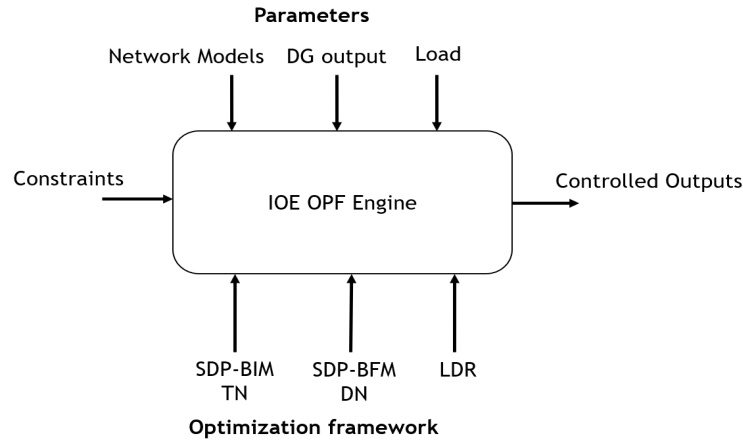 Parameters
Network Models DG output Load
Constraints
IOE OPF Engine
Controlled Outputs
SDP-BIM SDP-BFM LDR
TN DN
Optimization framework